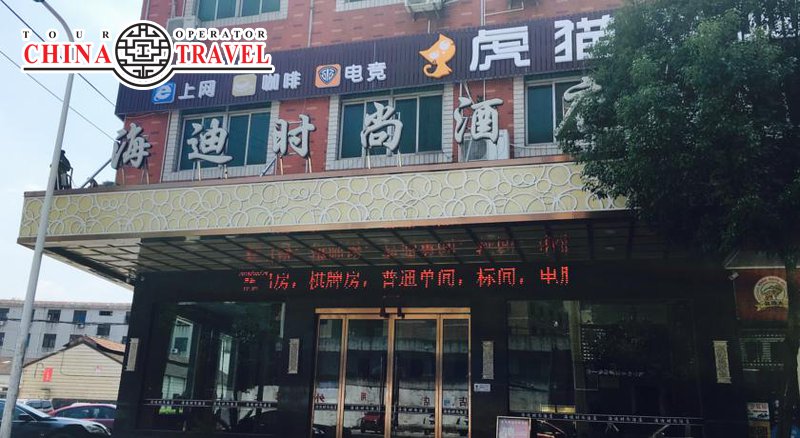 TOUR OPERATOR
CHINA TRAVEL
上网 咖啡 电竞 虎猫
海迪时尚酒
房，棋牌房，普通单间，标间，电脑